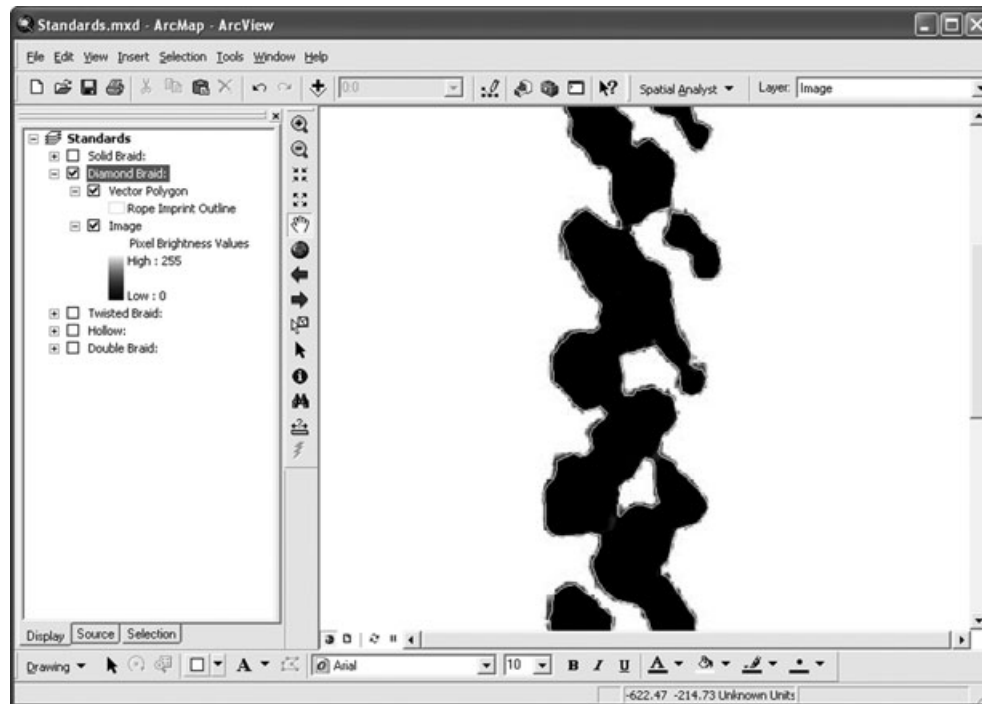 Standards.mxd - ArcMap - ArcView
File Edit View Insert Selection Tools Window Help
0:0 Spatial Analyst Layer: Image
Standards
Solid Braid:
Diamond Braid:
Vector Polygon
Rope Imprint Outline
Image
Pixel Brightness Values
High : 255
Low : 0
Twisted Braid:
Hollow:
Double Braid:
Display Source Selection
Drawing A Arial 10 B I U A
-622.47 -214.73 Unknown Units